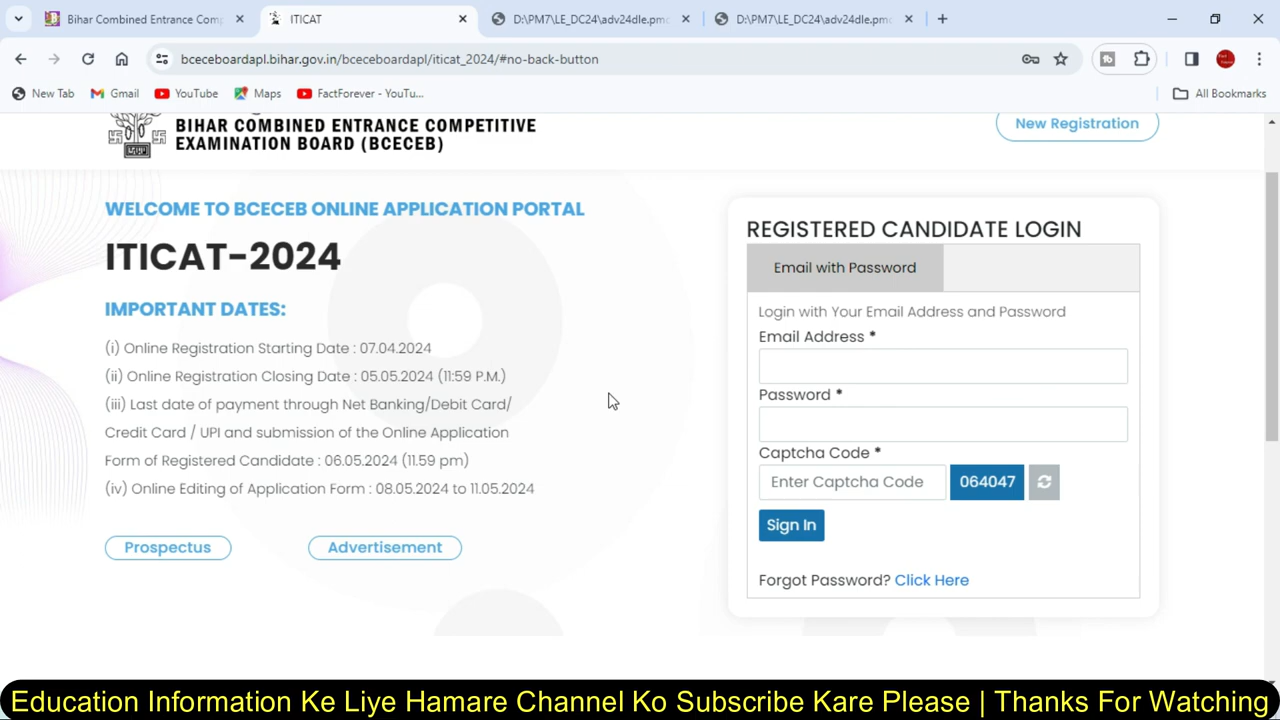 Bihar Combined Entrance Comp
ITICAT
D:\PM7\LE_DC24\adv24dle.pmd
D:\PM7\LE_DC24\adv24dle.pmd
bceceboardapl.bihar.gov.in/bceceboardapl/iticat_2024/#no-back-button
New Tab
Gmail
YouTube
Maps
FactForever - YouTu...
All Bookmarks
BIHAR COMBINED ENTRANCE COMPETITIVE
EXAMINATION BOARD (BCECEB)
New Registration
WELCOME TO BCECEB ONLINE APPLICATION PORTAL
ITICAT-2024
IMPORTANT DATES:
(i) Online Registration Starting Date : 07.04.2024
(ii) Online Registration Closing Date : 05.05.2024 (11:59 P.M.)
(iii) Last date of payment through Net Banking/Debit Card/
Credit Card / UPI and submission of the Online Application
Form of Registered Candidate : 06.05.2024 (11.59 pm)
(iv) Online Editing of Application Form : 08.05.2024 to 11.05.2024
Prospectus
Advertisement
REGISTERED CANDIDATE LOGIN
Email with Password
Login with Your Email Address and Password
Email Address *
Password *
Captcha Code *
Enter Captcha Code
064047
Sign In
Forgot Password? Click Here
Education Information Ke Liye Hamare Channel Ko Subscribe Kare Please | Thanks For Watching